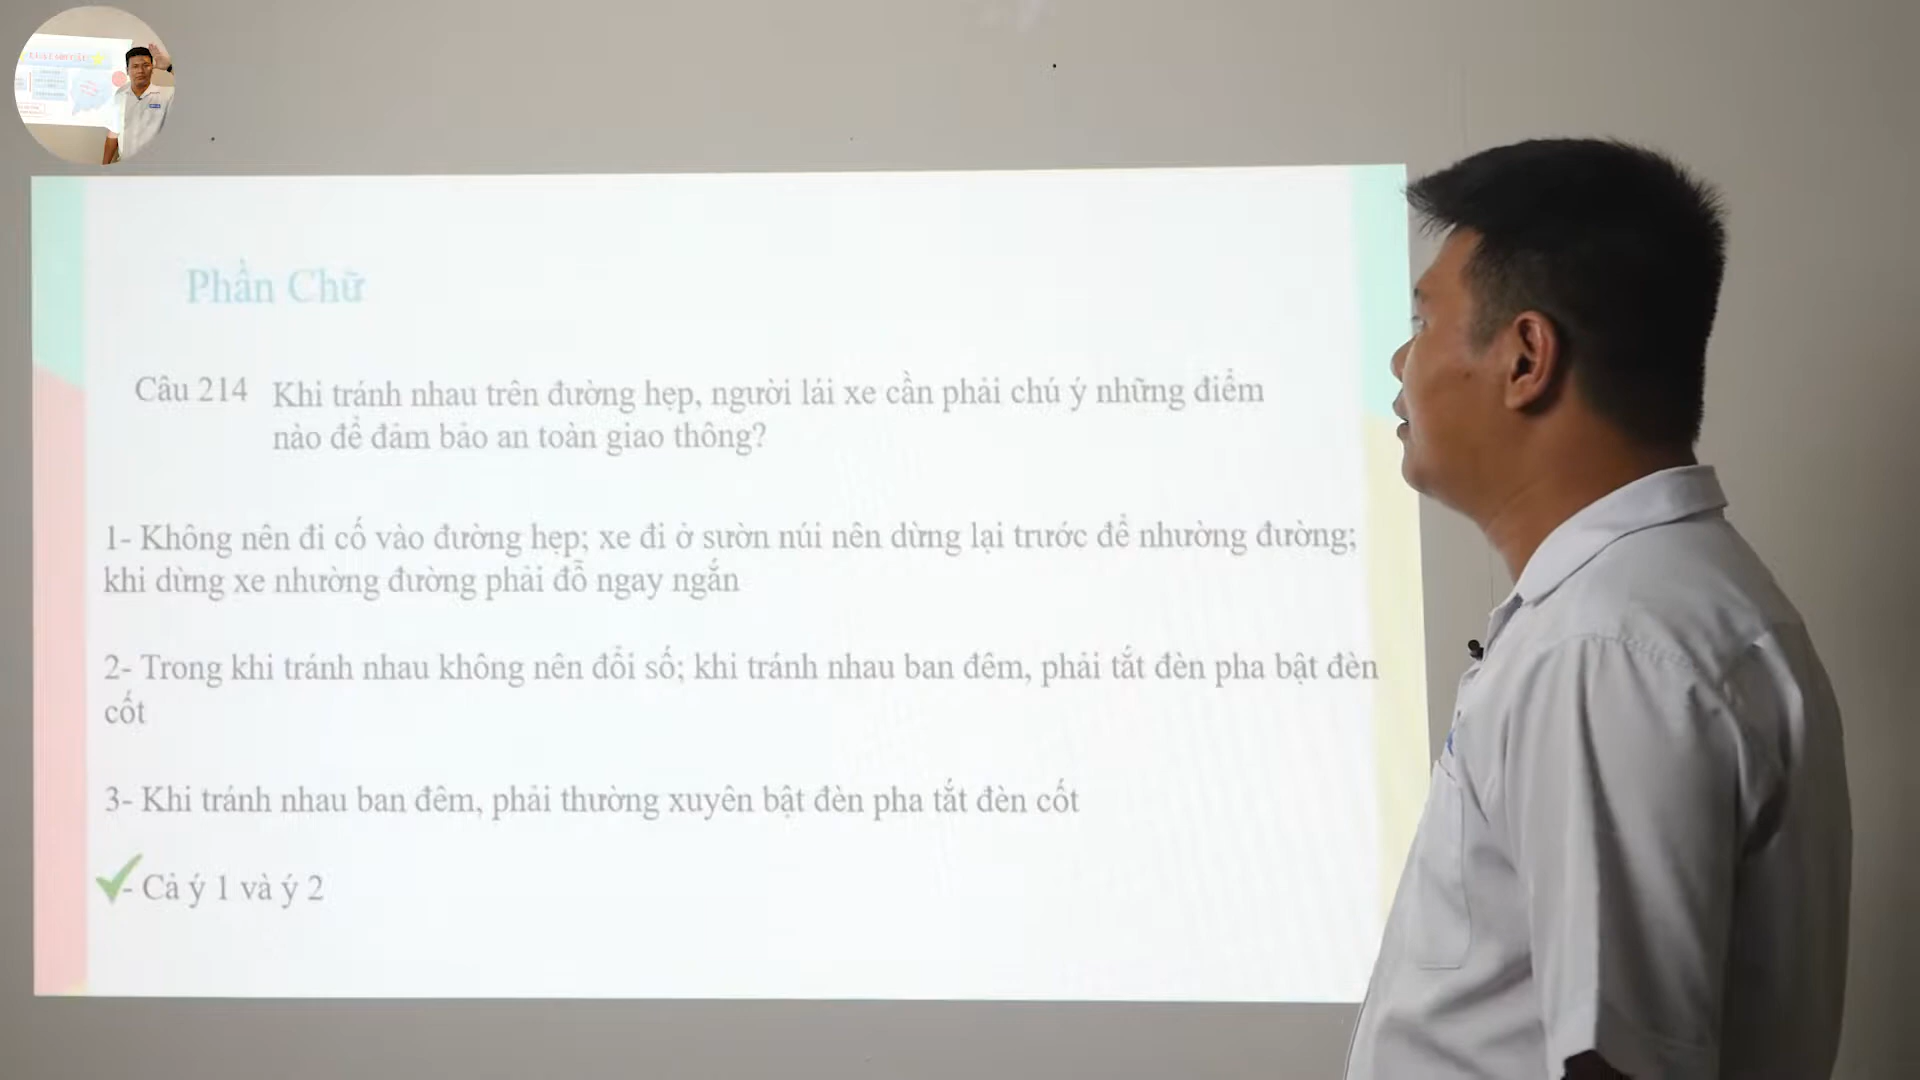 Phần Chữ
Câu 214 Khi tránh nhau trên đường hẹp, người lái xe cần phải chú ý những điểm
nào để đảm bảo an toàn giao thông?
1- Không nên đi cố vào đường hẹp; xe đi ở sườn núi nên dừng lại trước để nhường đường;
khi dừng xe nhường đường phải đỗ ngay ngắn
2- Trong khi tránh nhau không nên đổi số; khi tránh nhau ban đêm, phải tắt đèn pha bật đèn
cốt
3- Khi tránh nhau ban đêm, phải thường xuyên bật đèn pha tắt đèn cốt
- Cả ý 1 và ý 2